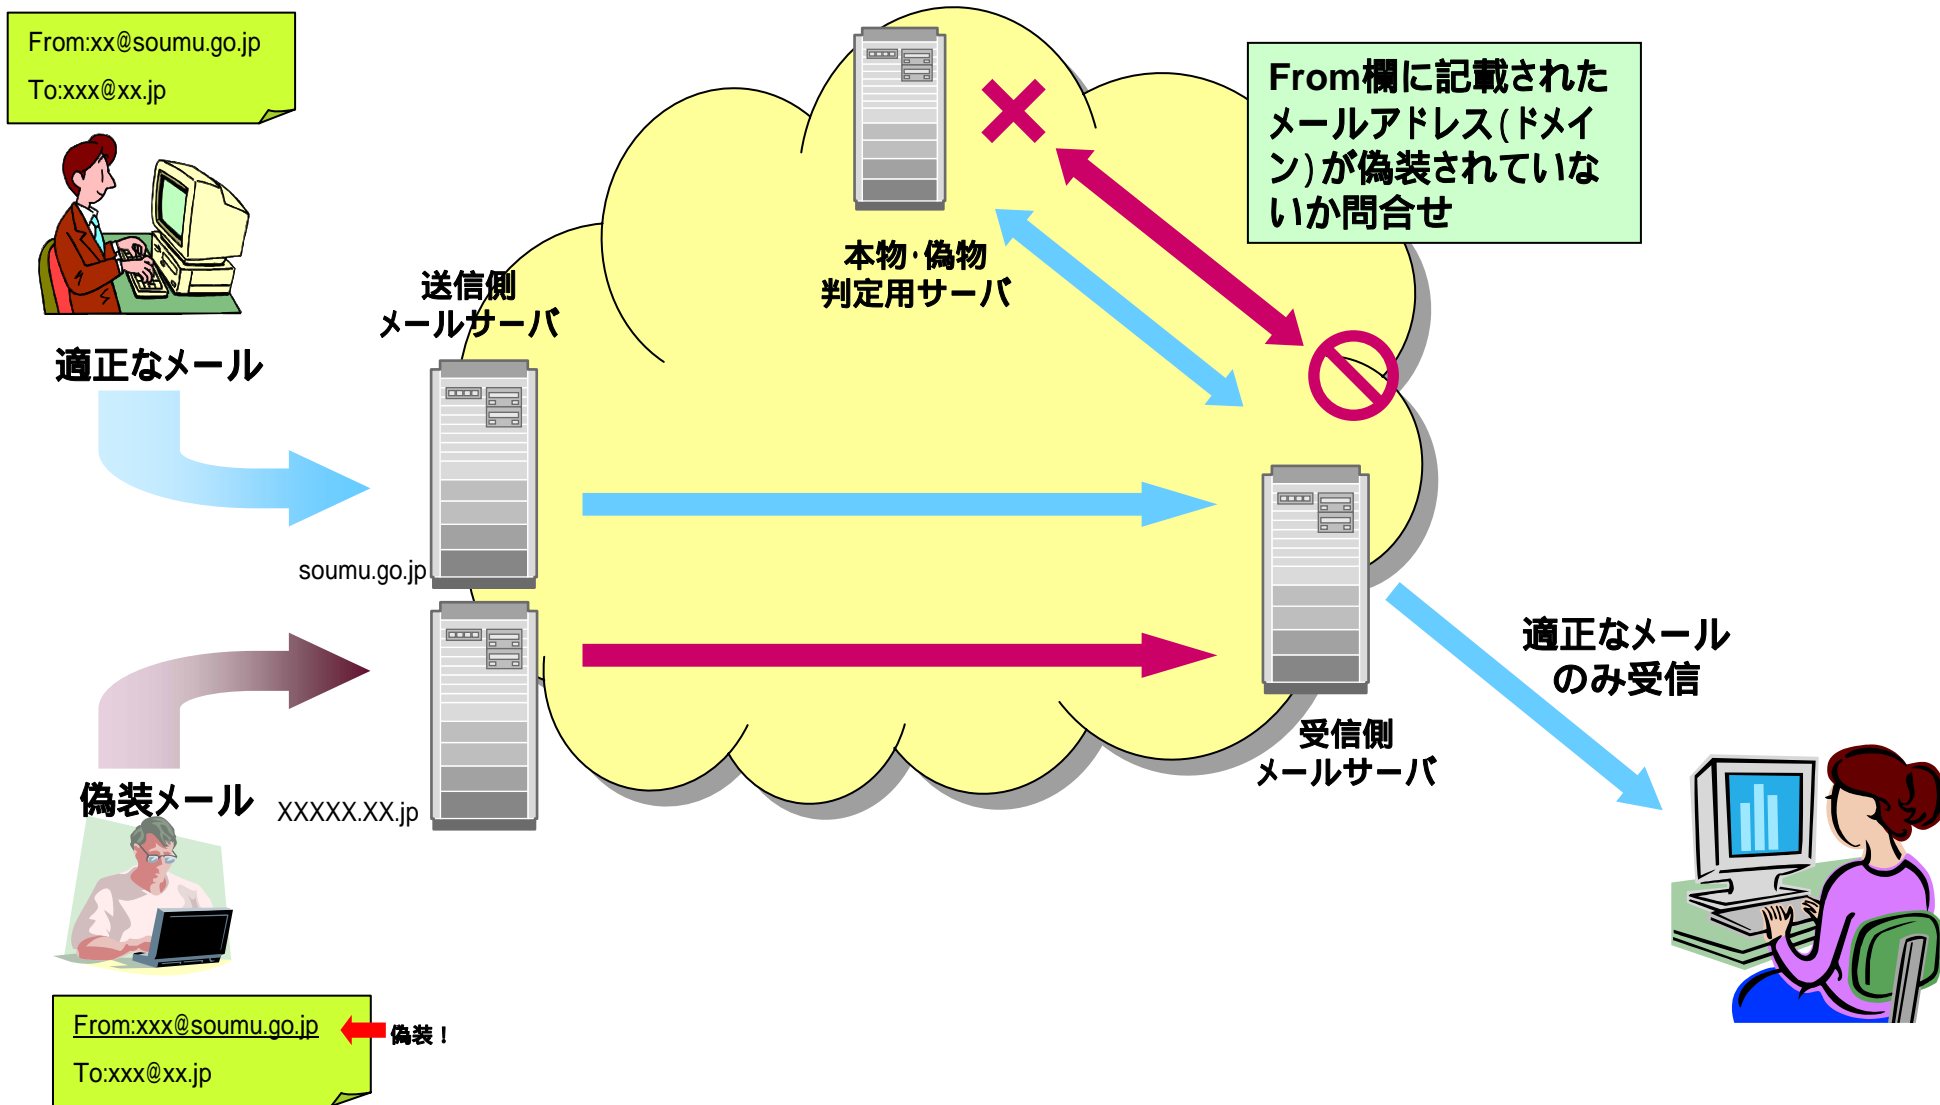 From:xx@soumu.go.jp
To:xxx@xx.jp
From欄に記載された
メールアドレス(ドメイ
ン)が偽装されていな
いか問合せ
本物・偽物
判定用サーバ
送信側
メールサーバ
適正なメール
soumu.go.jp
適正なメール
のみ受信
受信側
メールサーバ
偽装メール
XXXXX.XX.jp
From:xxx@soumu.go.jp
偽装！
To:xxx@xx.jp